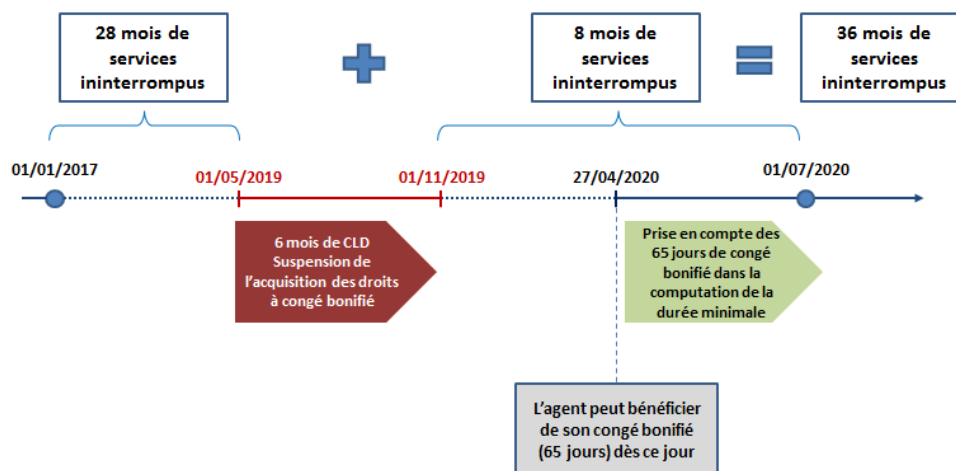 28 mois de
services
ininterrompus
8 mois de
services
ininterrompus
36 mois de
services
ininterrompus
01/01/2017
01/05/2019
01/11/2019
27/04/2020
01/07/2020
6 mois de CLD
Suspension de
l'acquisition des droits
à congé bonifié
Prise en compte des
65 jours de congé
bonifié dans la
computation de la
durée minimale
L'agent peut bénéficier
de son congé bonifié
(65 jours) dès ce jour